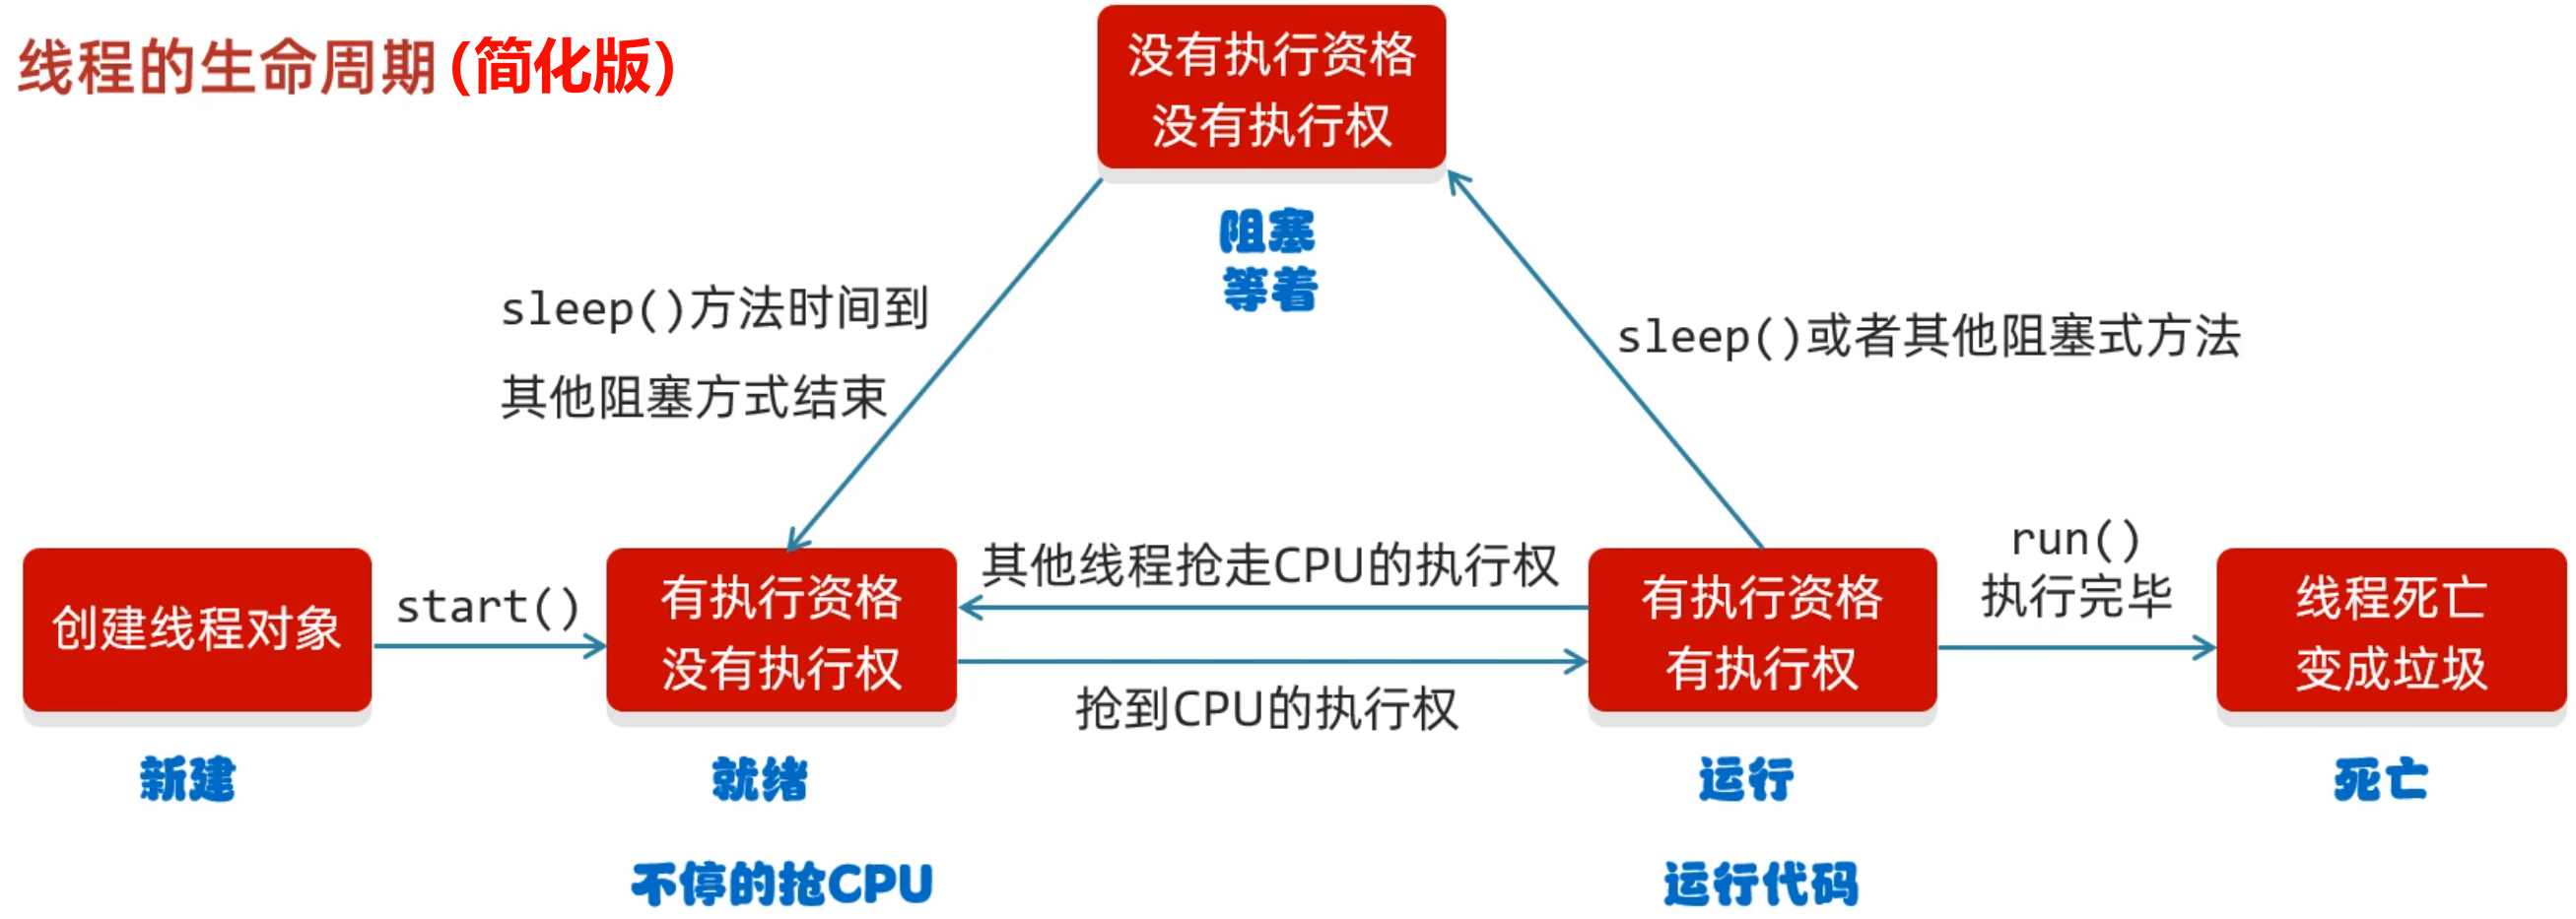 线程的生命周期(简化版)
没有执行资格
没有执行权
阻塞
等着
sleep()方法时间到
其他阻塞方式结束
sleep()或者其他阻塞式方法
创建线程对象
新建
start()
有执行资格
没有执行权
就绪
不停的抢CPU
其他线程抢走CPU的执行权
抢到CPU的执行权
有执行资格
有执行权
运行
运行代码
run()
执行完毕
线程死亡
变成垃圾
死亡